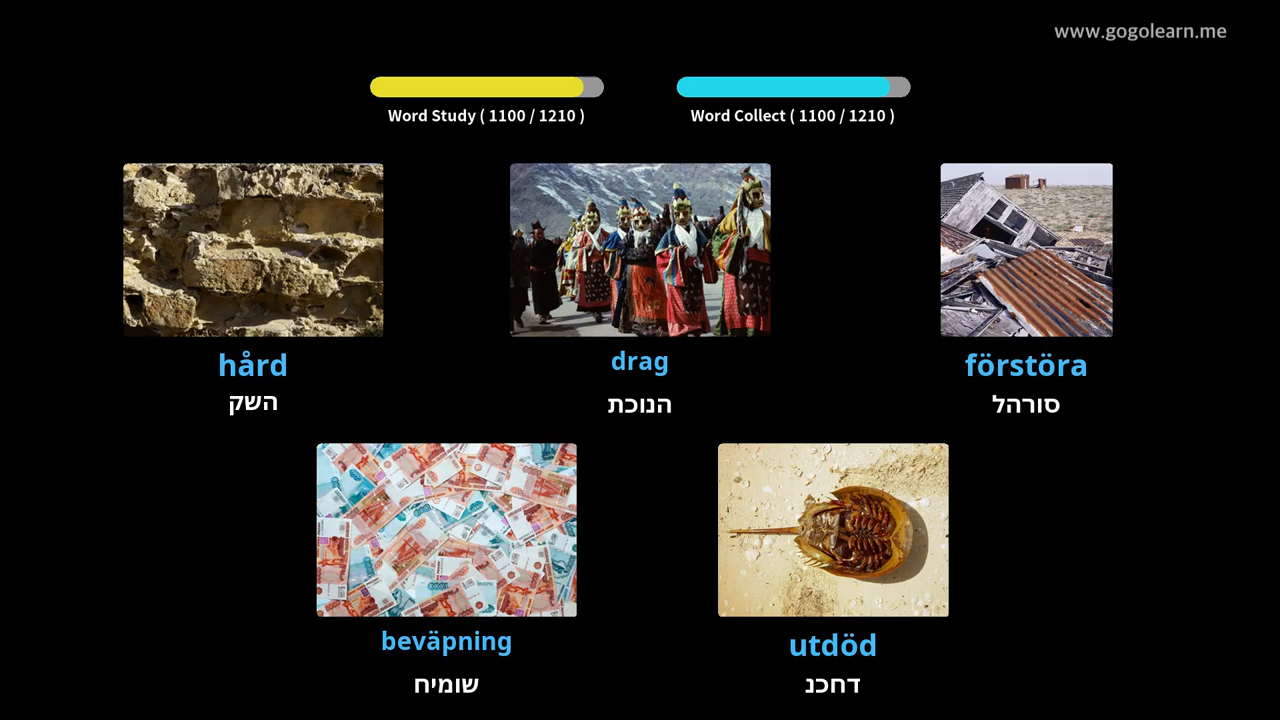 www.gogolearn.me
Word Study ( 1100 / 1210 )
Word Collect ( 1100 / 1210 )
hård
השק
drag
הנוכת
förstöra
סורהל
beväpning
שומיח
utdöd
דחכנ